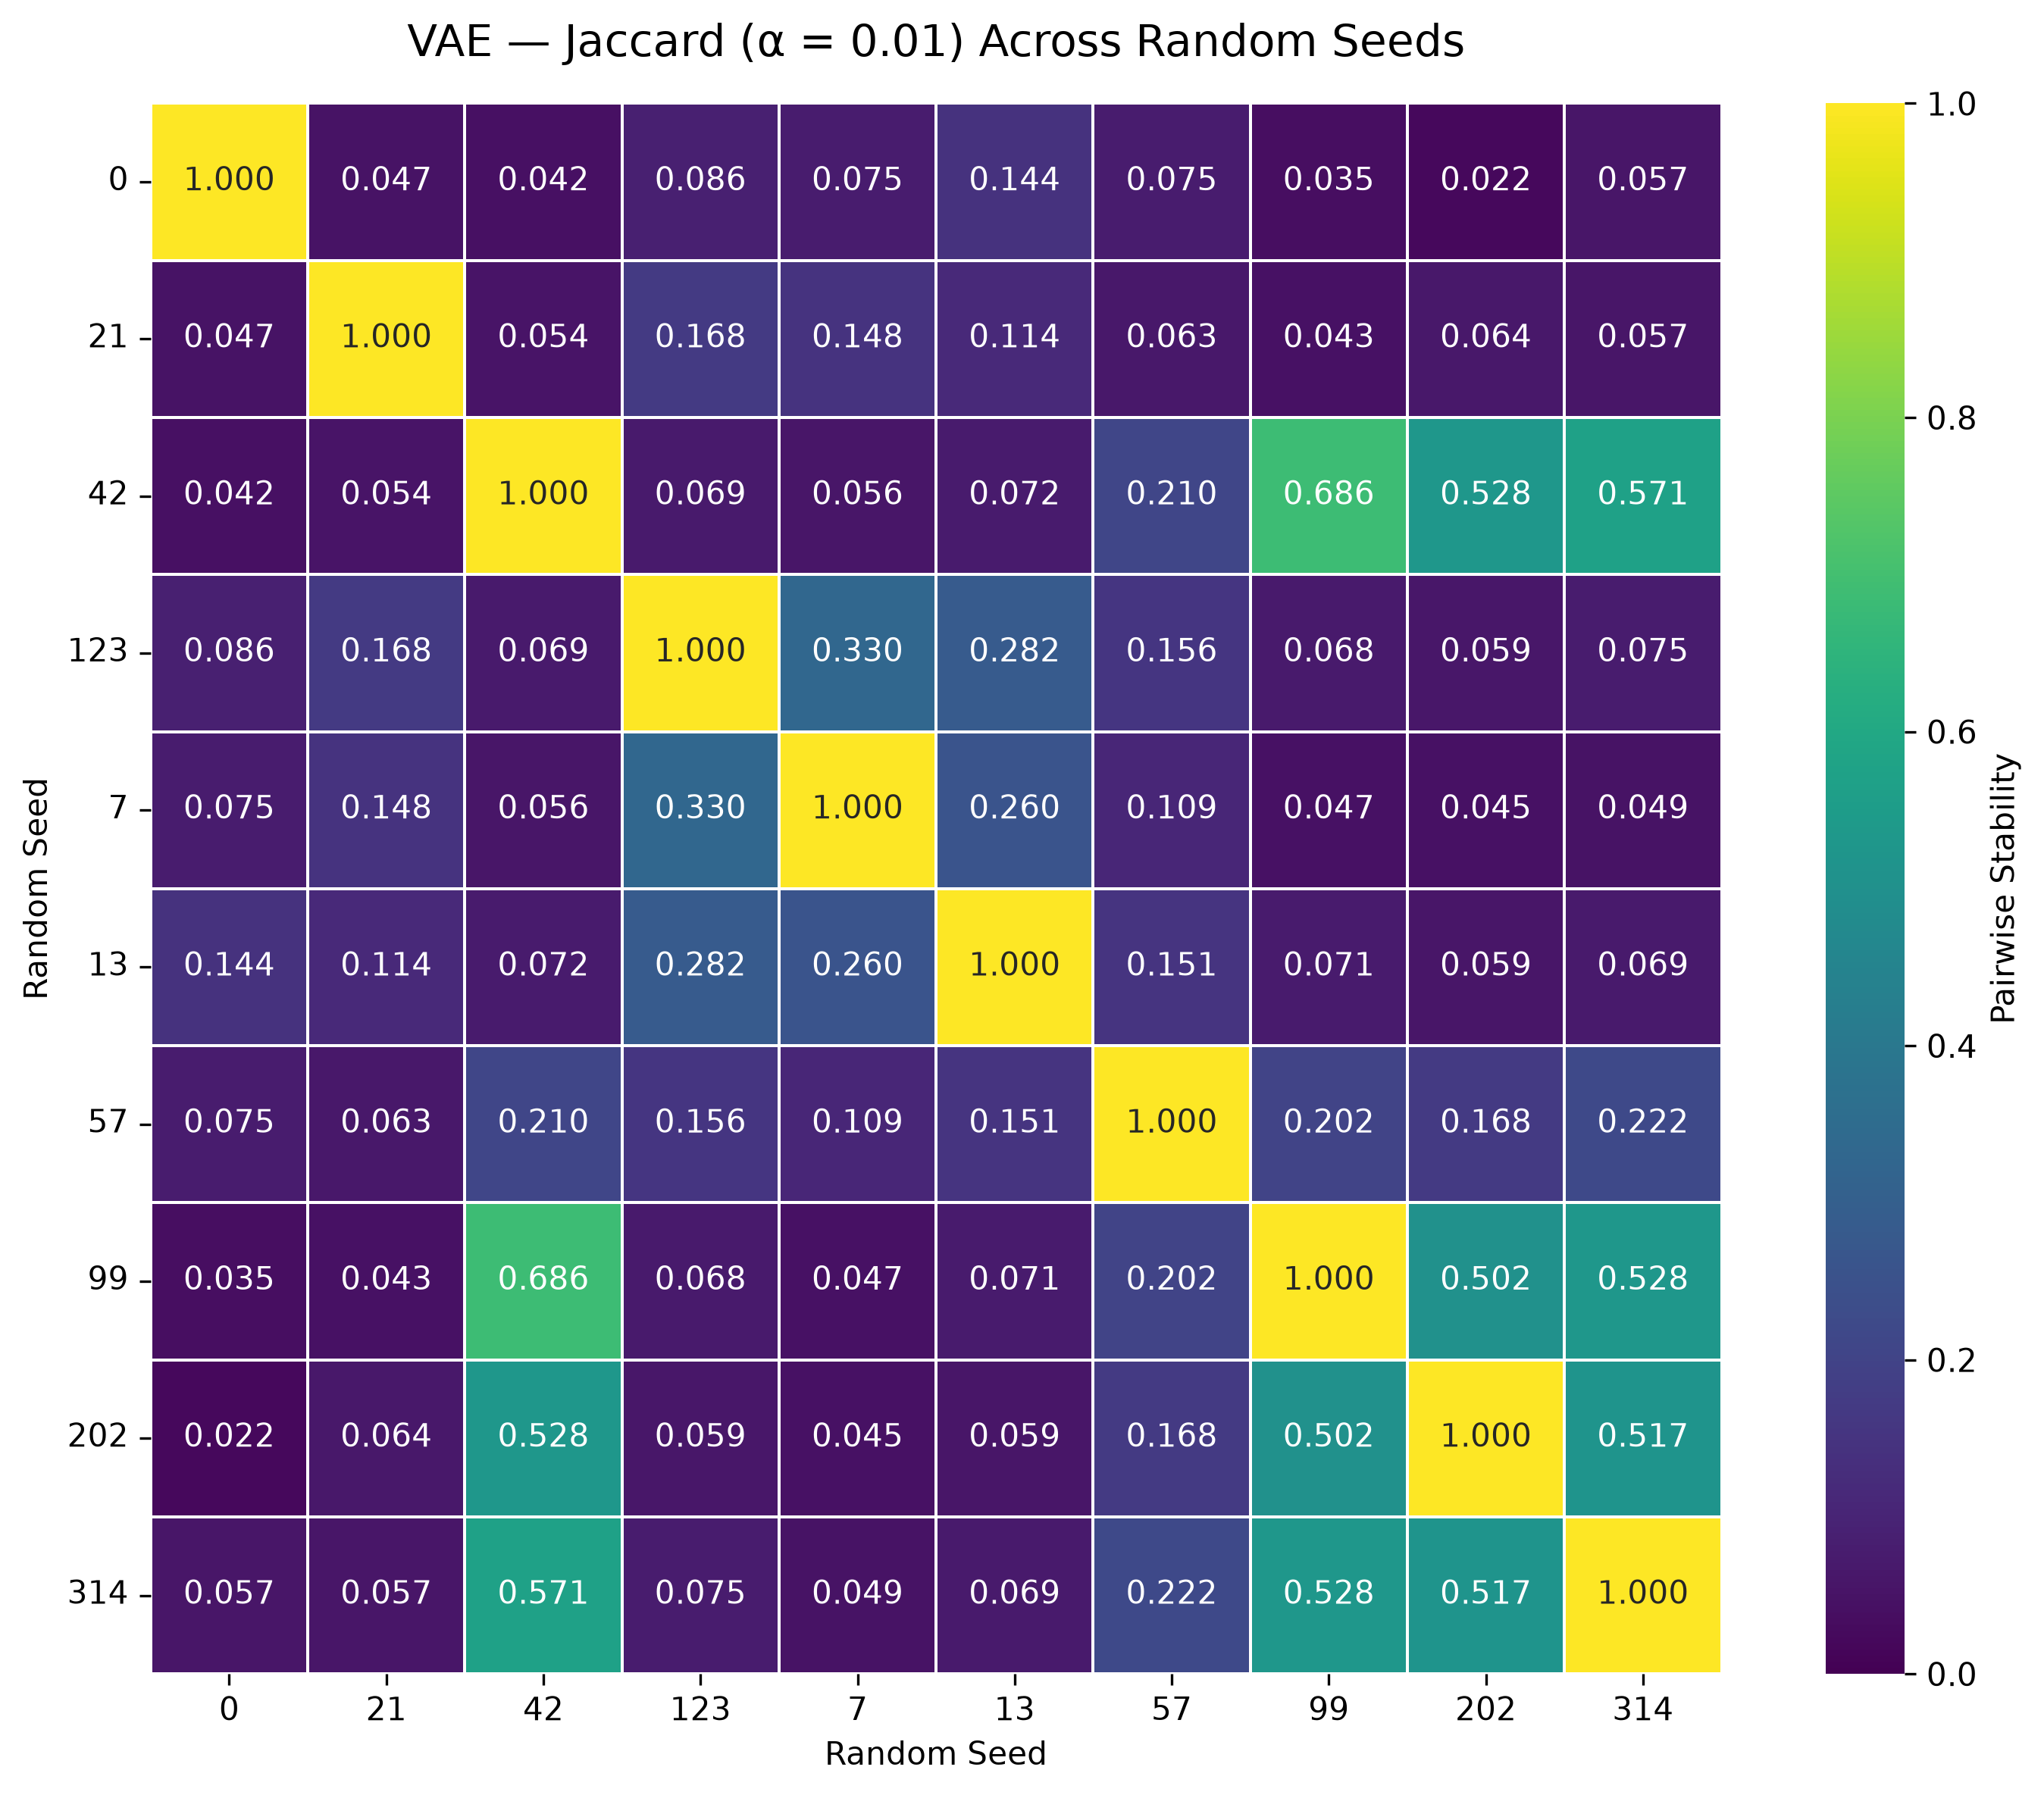 VAE — Jaccard (α = 0.01) Across Random Seeds
0 1.000 0.047 0.042 0.086 0.075 0.144 0.075 0.035 0.022 0.057
21 0.047 1.000 0.054 0.168 0.148 0.114 0.063 0.043 0.064 0.057
42 0.042 0.054 1.000 0.069 0.056 0.072 0.210 0.686 0.528 0.571
123 0.086 0.168 0.069 1.000 0.330 0.282 0.156 0.068 0.059 0.075
7 0.075 0.148 0.056 0.330 1.000 0.260 0.109 0.047 0.045 0.049
13 0.144 0.114 0.072 0.282 0.260 1.000 0.151 0.071 0.059 0.069
57 0.075 0.063 0.210 0.156 0.109 0.151 1.000 0.202 0.168 0.222
99 0.035 0.043 0.686 0.068 0.047 0.071 0.202 1.000 0.502 0.528
202 0.022 0.064 0.528 0.059 0.045 0.059 0.168 0.502 1.000 0.517
314 0.057 0.057 0.571 0.075 0.049 0.069 0.222 0.528 0.517 1.000
0 21 42 123 7 13 57 99 202 314
Random Seed
Random Seed
1.0
0.8
0.6
0.4
0.2
0.0
Pairwise Stability